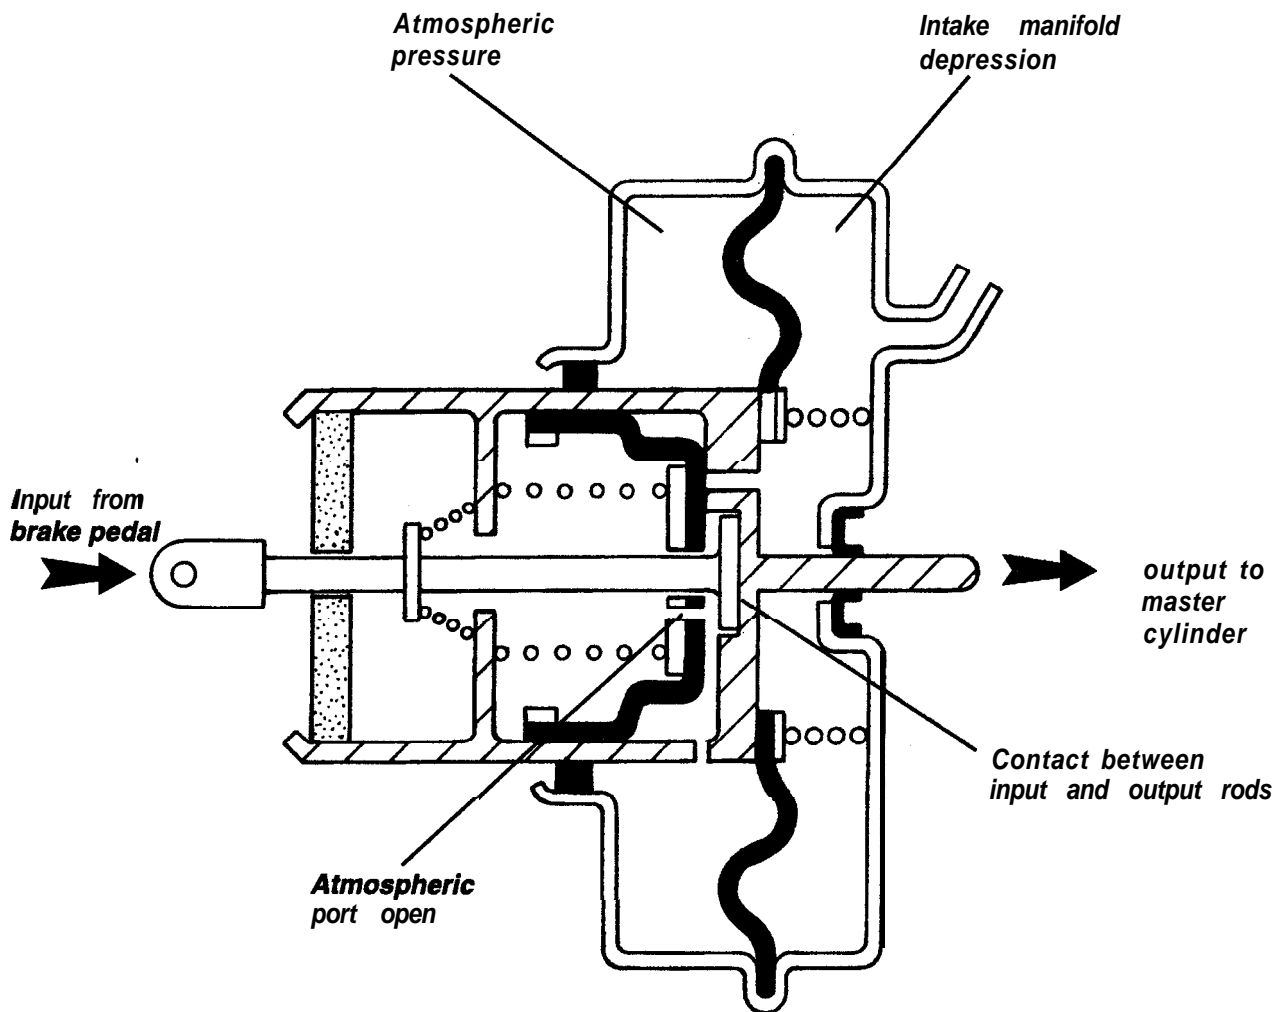 Atmospheric
pressure
Intake manifold
depression
Input from
brake pedal
output to
master
cylinder
Contact between
input and output rods
Atmospheric
port open